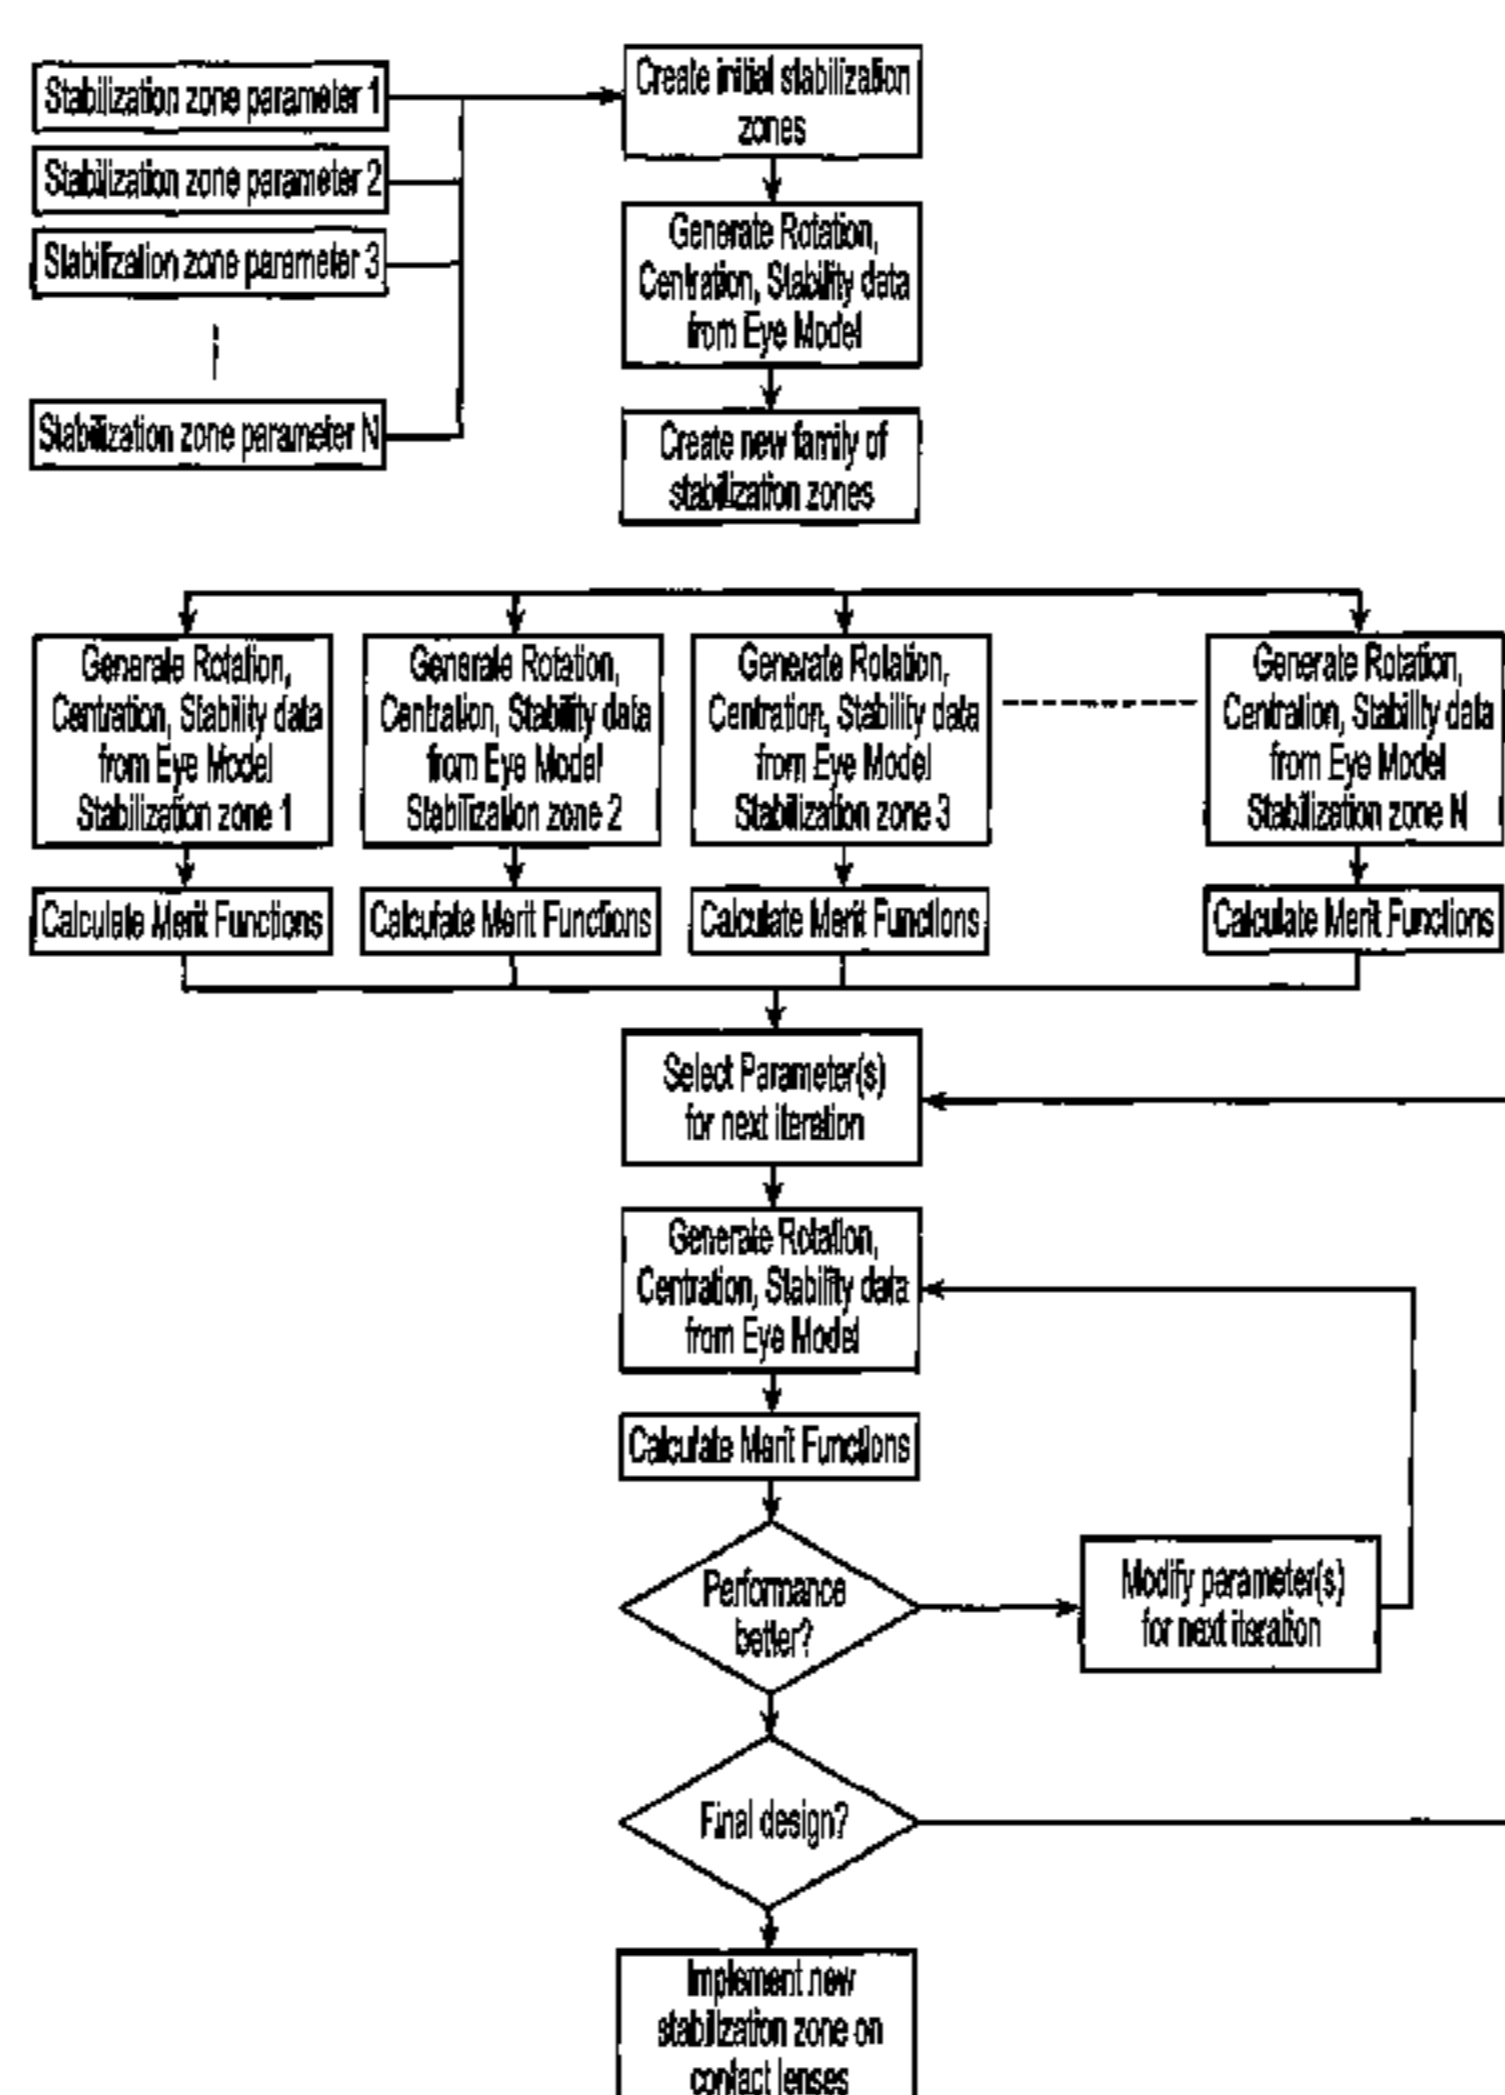 Stabilization zone parameter 1
Stabilization zone parameter 2
Stabilization zone parameter 3
Stabilization zone parameter N
Create initial stabilization
zones
Generate Rotation,
Centration, Stability data
from Eye Model
Create new family of
stabilization zones
Generate Rotation,
Centration, Stability data
from Eye Model
Stabilization zone 1
Generate Rotation,
Centration, Stability data
from Eye Model
Stabilization zone 2
Generate Rotation,
Centration, Stability data
from Eye Model
Stabilization zone 3
Generate Rotation,
Centration, Stability data
from Eye Model
Stabilization zone N
Calculate Merit Functions
Calculate Merit Functions
Calculate Merit Functions
Calculate Merit Functions
Select Parameter(s)
for next iteration
Generate Rotation,
Centration, Stability data
from Eye Model
Calculate Merit Functions
Performance
better?
Modify parameter(s)
for next iteration
Final design?
Implement new
stabilization zone on
contact lenses